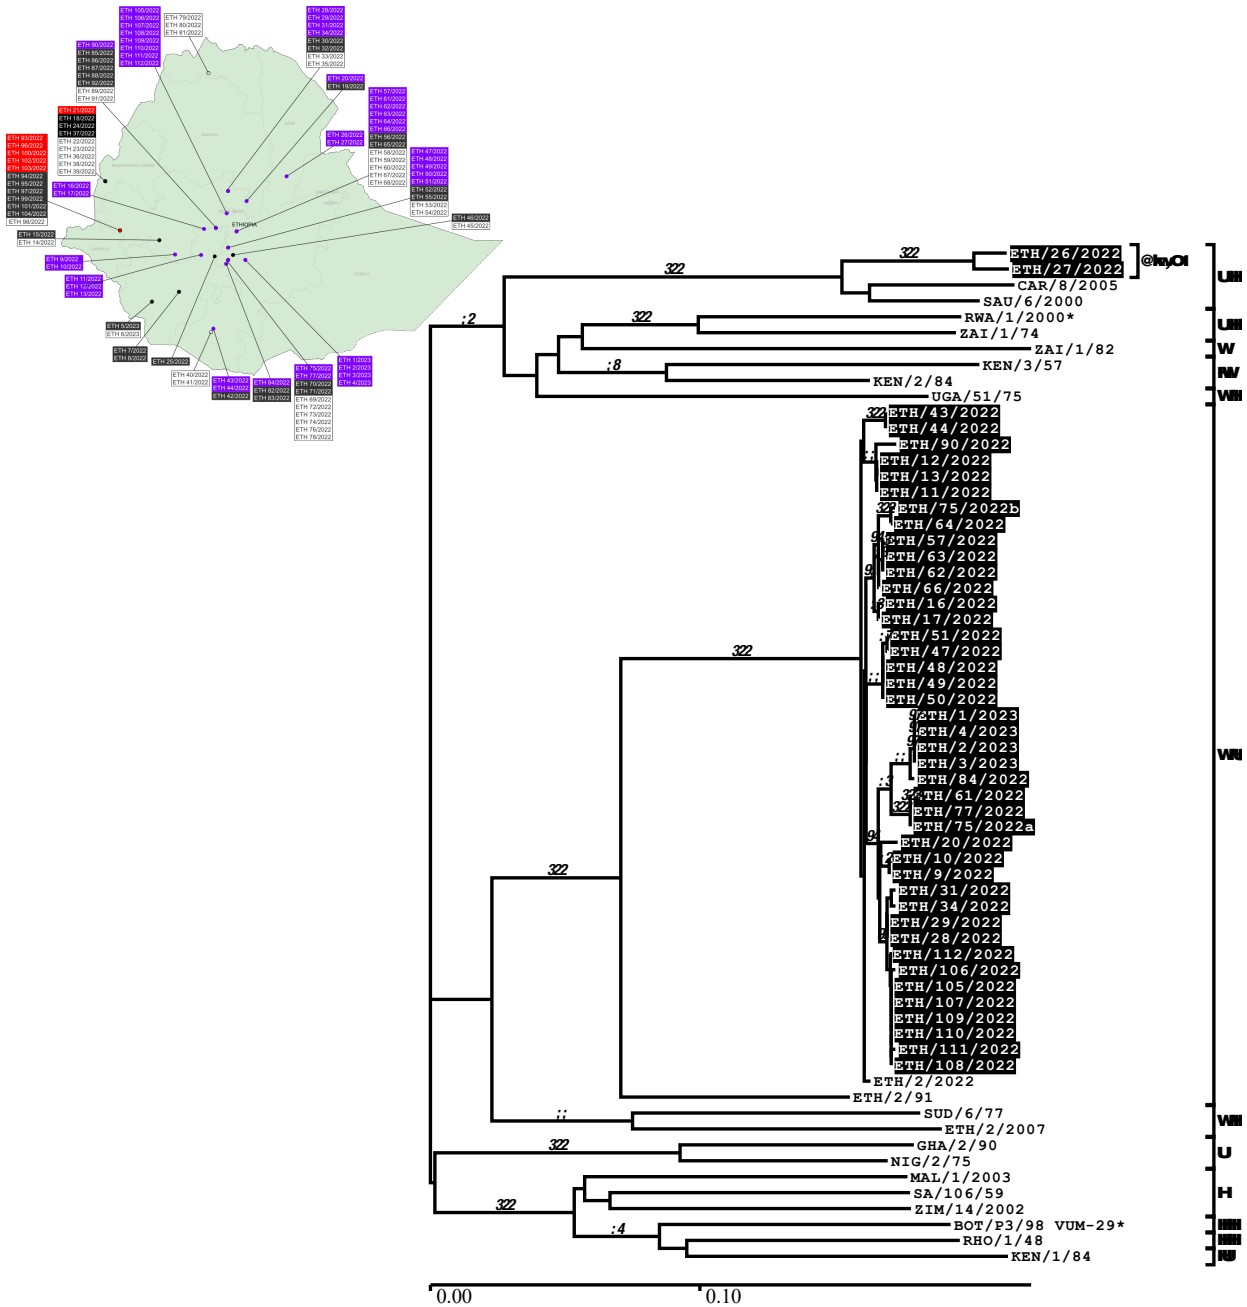 ETH 105/2022
ETH 106/2022
ETH 107/2022
ETH 108/2022
ETH 109/2022
ETH 110/2022
ETH 111/2022
ETH 112/2022
ETH 79/2022
ETH 80/2022
ETH 81/2022
ETH 28/2022
ETH 29/2022
ETH 31/2022
ETH 34/2022
ETH 30/2022
ETH 32/2022
ETH 33/2022
ETH 35/2022
ETH 90/2022
ETH 85/2022
ETH 86/2022
ETH 87/2022
ETH 88/2022
ETH 92/2022
ETH 89/2022
ETH 91/2022
ETH 20/2022
ETH 19/2022
ETH 57/2022
ETH 61/2022
ETH 62/2022
ETH 63/2022
ETH 64/2022
ETH 66/2022
ETH 56/2022
ETH 65/2022
ETH 58/2022
ETH 59/2022
ETH 60/2022
ETH 67/2022
ETH 68/2022
ETH 21/2022
ETH 18/2022
ETH 24/2022
ETH 37/2022
ETH 22/2022
ETH 23/2022
ETH 36/2022
ETH 38/2022
ETH 39/2022
ETH 26/2022
ETH 27/2022
ETH 93/2022
ETH 96/2022
ETH 100/2022
ETH 102/2022
ETH 103/2022
ETH 94/2022
ETH 95/2022
ETH 97/2022
ETH 99/2022
ETH 101/2022
ETH 104/2022
ETH 98/2022
ETH 47/2022
ETH 48/2022
ETH 49/2022
ETH 50/2022
ETH 51/2022
ETH 52/2022
ETH 55/2022
ETH 53/2022
ETH 54/2022
ETH 16/2022
ETH 17/2022
ETH 46/2022
ETH 45/2022
ETHIOPIA
ETH 15/2022
ETH 14/2022
ETH 9/2022
ETH 10/2022
ETH 11/2022
ETH 12/2022
ETH 13/2022
ETH 5/2023
ETH 6/2023
ETH 7/2022
ETH 8/2022
ETH 25/2022
ETH 40/2022
ETH 41/2022
ETH 43/2022
ETH 44/2022
ETH 42/2022
ETH 84/2022
ETH 82/2022
ETH 83/2022
ETH 75/2022
ETH 77/2022
ETH 70/2022
ETH 71/2022
ETH 69/2022
ETH 72/2022
ETH 73/2022
ETH 74/2022
ETH 76/2022
ETH 78/2022
ETH 1/2023
ETH 2/2023
ETH 3/2023
ETH 4/2023
322
322
ETH/26/2022
ETH/27/2022
CAR/8/2005
SAU/6/2000
:2
322
RWA/1/2000*
ZAI/1/74
W
ZAI/1/82
:8
KEN/3/57
KEN/2/84
UGA/51/75
322
ETH/43/2022
ETH/44/2022
ETH/90/2022
::
ETH/12/2022
ETH/13/2022
ETH/11/2022
322
ETH/75/2022b
ETH/64/2022
ETH/57/2022
ETH/63/2022
ETH/62/2022
ETH/66/2022
ETH/16/2022
ETH/17/2022
ETH/51/2022
ETH/47/2022
322
ETH/48/2022
::
ETH/49/2022
ETH/50/2022
ETH/1/2023
ETH/4/2023
ETH/2/2023
::
ETH/3/2023
:3
ETH/84/2022
ETH/61/2022
322
ETH/77/2022
ETH/75/2022a
94
ETH/20/2022
ETH/10/2022
322
ETH/9/2022
ETH/31/2022
ETH/34/2022
ETH/29/2022
ETH/28/2022
ETH/112/2022
ETH/106/2022
ETH/105/2022
ETH/107/2022
ETH/109/2022
ETH/110/2022
ETH/111/2022
ETH/108/2022
ETH/2/2022
ETH/2/91
::
SUD/6/77
ETH/2/2007
322
GHA/2/90
U
NIG/2/75
MAL/1/2003
H
SA/106/59
322
ZIM/14/2002
:4
BOT/P3/98 VUM-29*
RHO/1/48
KEN/1/84
0.00 0.10